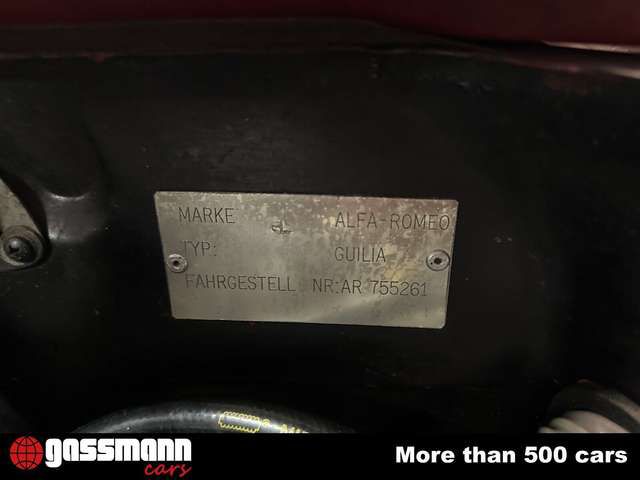 MARKE ALFA-ROMEO
TYP: GUILIA
FAHRGESTELL NR:AR 755261
gassmann
cars
More than 500 cars